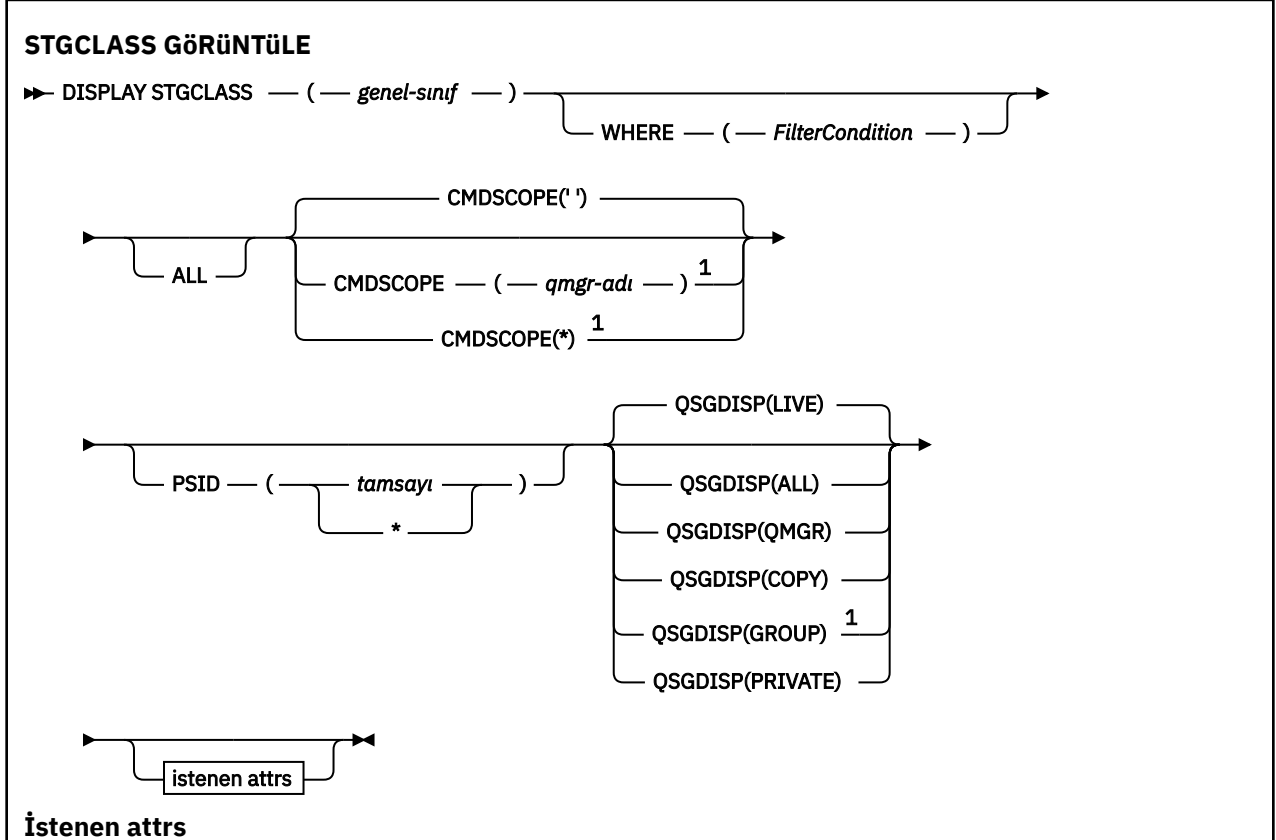 STGCLASS GöRüNTüLE
DISPLAY STGCLASS ( genel-sınıf )
WHERE ( FilterCondition )
CMDSCOPE(' ')
ALL
CMDSCOPE ( qmgr-adı ) 1
CMDSCOPE(*) 1
QSGDISP(LIVE)
PSID ( tamsayı )
*
QSGDISP(ALL)
QSGDISP(QMGR)
QSGDISP(COPY)
QSGDISP(GROUP) 1
QSGDISP(PRIVATE)
istenen attrs
İstenen attrs